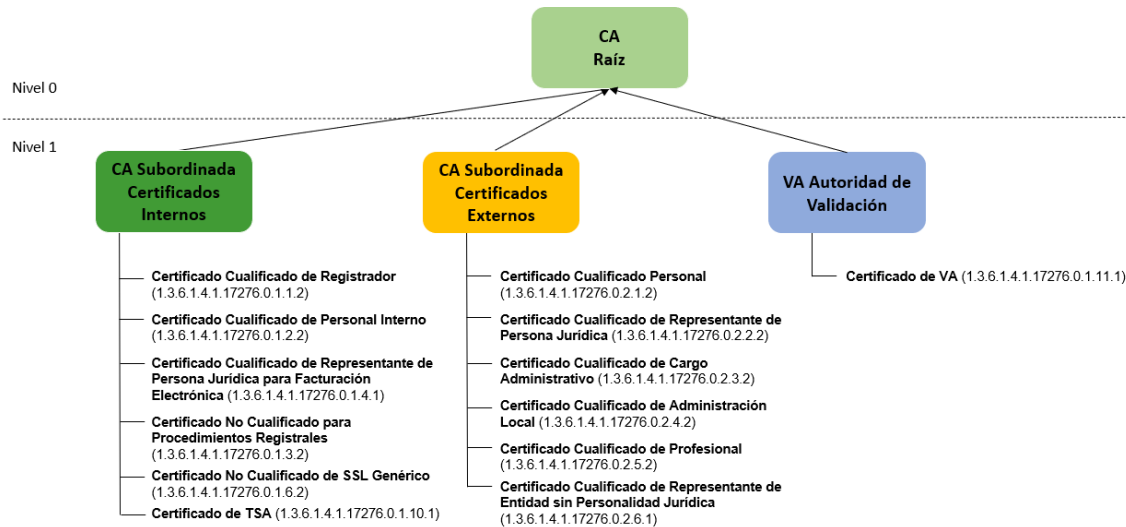 CA
Raíz
Nivel 0
Nivel 1
CA Subordinada
Certificados
Internos
CA Subordinada
Certificados
Externos
VA Autoridad de
Validación
Certificado Cualificado de Registrador
(1.3.6.1.4.1.17276.0.1.1.2)
Certificado Cualificado de Personal Interno
(1.3.6.1.4.1.17276.0.1.2.2)
Certificado Cualificado de Representante de
Persona Jurídica para Facturación
Electrónica (1.3.6.1.4.1.17276.0.1.4.1)
Certificado No Cualificado para
Procedimientos Registrales
(1.3.6.1.4.1.17276.0.1.3.2)
Certificado No Cualificado de SSL Genérico
(1.3.6.1.4.1.17276.0.1.6.2)
Certificado de TSA (1.3.6.1.4.1.17276.0.1.10.1)
Certificado Cualificado Personal
(1.3.6.1.4.1.17276.0.2.1.2)
Certificado Cualificado de Representante de
Persona Jurídica (1.3.6.1.4.1.17276.0.2.2.2)
Certificado Cualificado de Cargo
Administrativo (1.3.6.1.4.1.17276.0.2.3.2)
Certificado Cualificado de Administración
Local (1.3.6.1.4.1.17276.0.2.4.2)
Certificado Cualificado de Profesional
(1.3.6.1.4.1.17276.0.2.5.2)
Certificado Cualificado de Representante de
Entidad sin Personalidad Jurídica
(1.3.6.1.4.1.17276.0.2.6.1)
Certificado de VA (1.3.6.1.4.1.17276.0.1.11.1)